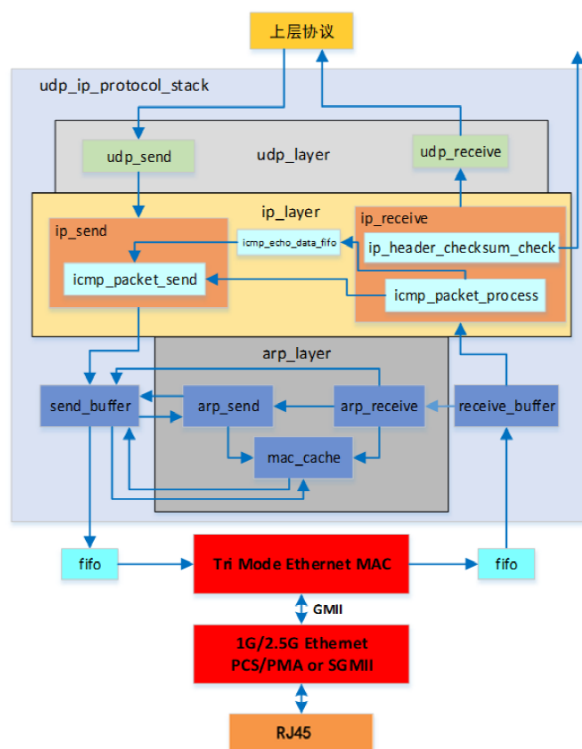 上层协议
udp_ip_protocol_stack
udp_send
udp_layer
udp_receive
ip_layer
ip_send
ip_receive
icmp_echo_data_fifo
ip_header_checksum_check
icmp_packet_send
icmp_packet_process
arp_layer
send_buffer
arp_send
arp_receive
receive_buffer
mac_cache
fifo
Tri Mode Ethernet MAC
fifo
GMII
1G/2.5G Ethernet
PCS/PMA or SGMII
RJ45